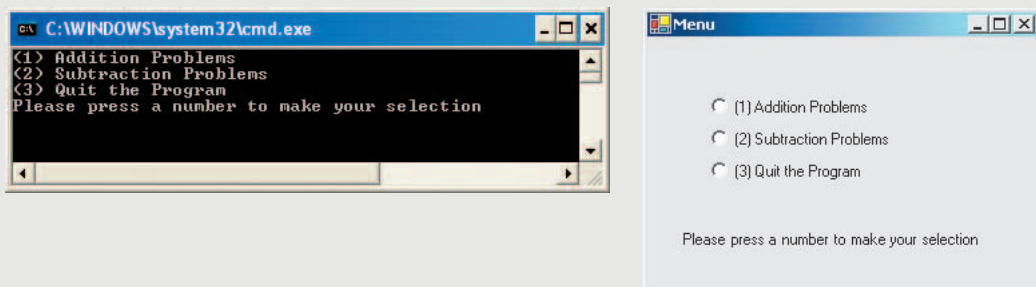 C:\WINDOWS\system32\cmd.exe
(1) Addition Problems
(2) Subtraction Problems
(3) Quit the Program
Please press a number to make your selection
Menu
(1) Addition Problems
(2) Subtraction Problems
(3) Quit the Program
Please press a number to make your selection